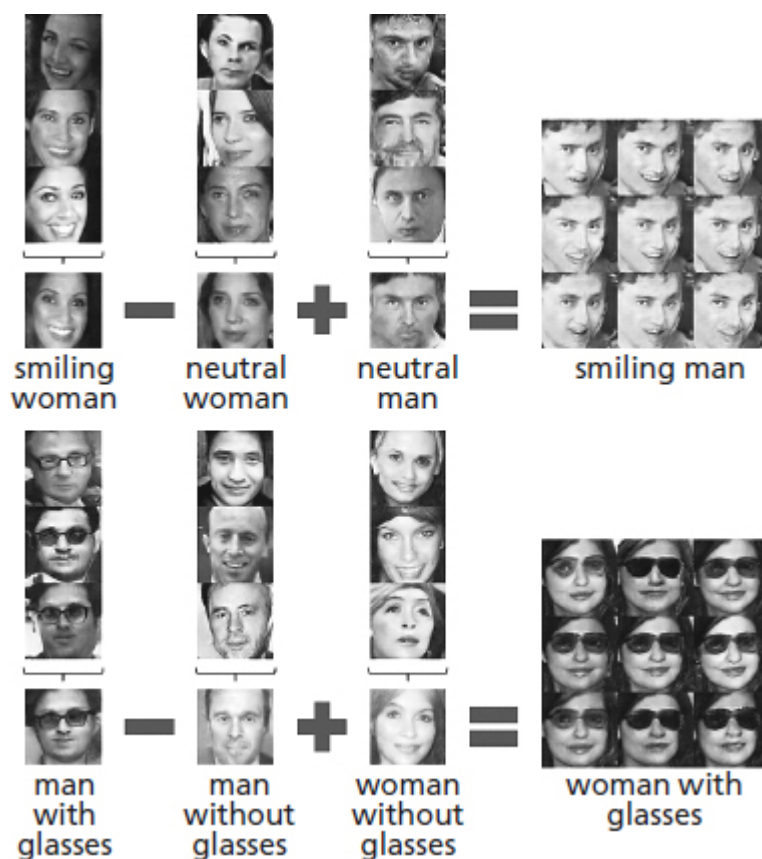 smiling woman
neutral woman
neutral man
smiling man
man with glasses
man without glasses
woman without glasses
woman with glasses